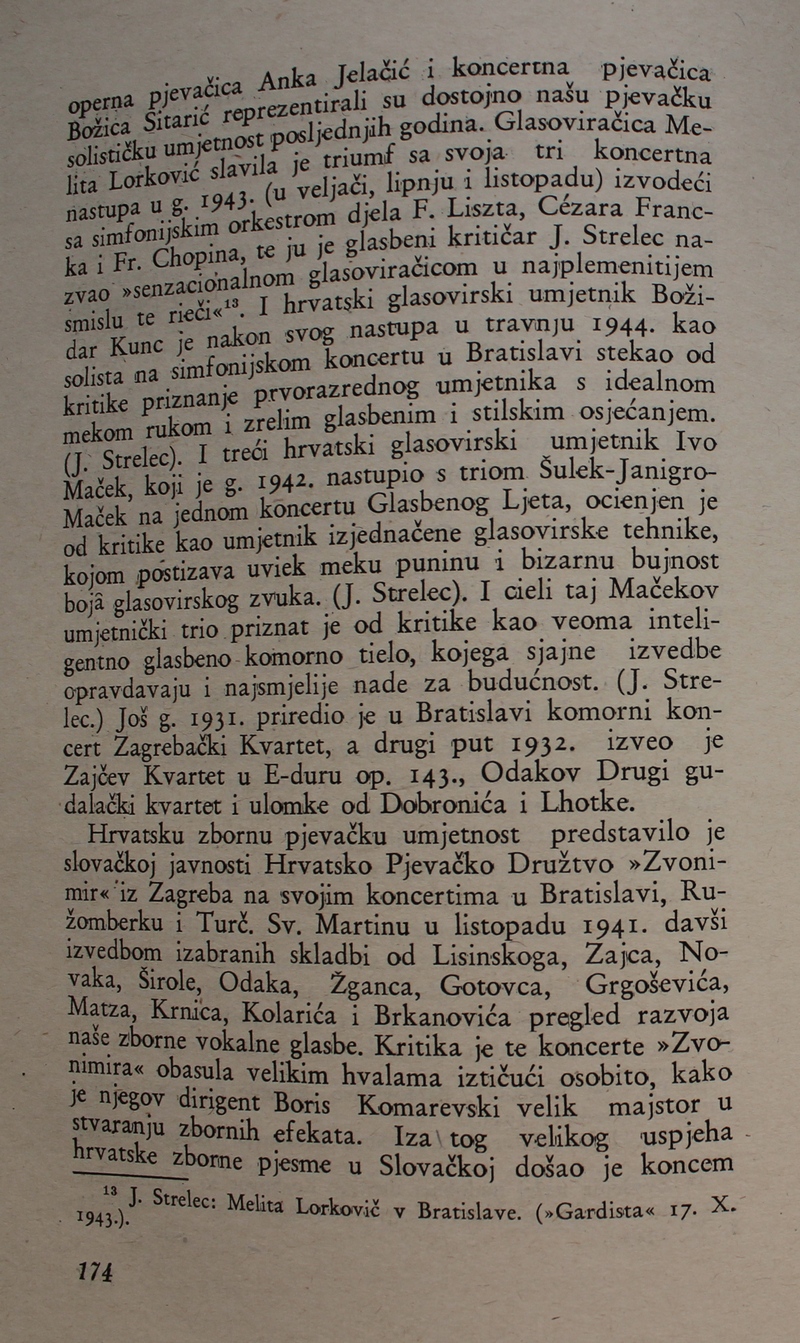 operna pjevačica Anka Jelačić i koncertna pjevačica
Božica Sitarić reprezentirali su dostojno našu pjevačku
solističku umjetnost posljednjih godina. Glasoviračica Me-
lita Lorković slavila je triumf sa svoja tri koncertna
nastupa u g. 1943. (u veljači, lipnju i listopadu) izvodeći
sa simfonijskim orkestrom djela F. Liszta, Cézara Franc-
ka i Fr. Chopina, te ju je glasbeni kritičar J. Strelec na-
zvao »senzacionalnom glasoviračicom u najplemenitijem
smislu te rieči«¹³. I hrvatski glasovirski umjetnik Boži-
dar Kunc je nakon svog nastupa u travnju 1944. kao
solista na simfonijskom koncertu u Bratislavi stekao od
kritike priznanje prvorazrednog umjetnika s idealnom
mekom rukom i zrelim glasbenim i stilskim osjećanjem.
(J. Strelec). I treći hrvatski glasovirski umjetnik Ivo
Maček, koji je g. 1942. nastupio s triom Šulek-Janigro-
Maček na jednom koncertu Glasbenog Ljeta, ocienjen je
od kritike kao umjetnik izjednačene glasovirske tehnike,
kojom postizava uviek meku puninu i bizarnu bujnost
bojâ glasovirskog zvuka. (J. Strelec). I cieli taj Mačekov
umjetnički trio priznat je od kritike kao veoma inteli-
gentno glasbeno komorno tielo, kojega sjajne izvedbe
opravdavaju i najsmjelije nade za budućnost. (J. Stre-
lec.) Još g. 1931. priredio je u Bratislavi komorni kon-
cert Zagrebački Kvartet, a drugi put 1932. izveo je
Zajčev Kvartet u E-duru op. 143., Odakov Drugi gu-
dalački kvartet i ulomke od Dobronića i Lhotke.
Hrvatsku zbornu pjevačku umjetnost predstavilo je
slovačkoj javnosti Hrvatsko Pjevačko Družtvo »Zvoni-
mir« iz Zagreba na svojim koncertima u Bratislavi, Ru-
žomberku i Turč. Sv. Martinu u listopadu 1941. davši
izvedbom izabranih skladbi od Lisinskoga, Zajca, No-
vaka, Širole, Odaka, Žganca, Gotovca, Grgoševića,
Matza, Krnica, Kolarića i Brkanovića pregled razvoja
naše zborne vokalne glasbe. Kritika je te koncerte »Zvo-
nimira« obasula velikim hvalama iztičući osobito, kako
je njegov dirigent Boris Komarevski velik majstor u
stvaranju zbornih efekata. Iza tog velikog uspjeha
hrvatske zborne pjesme u Slovačkoj došao je koncem
¹³ J. Strelec: Melita Lorkovič v Bratislave. (»Gardista« 17. X.
1943.).
174